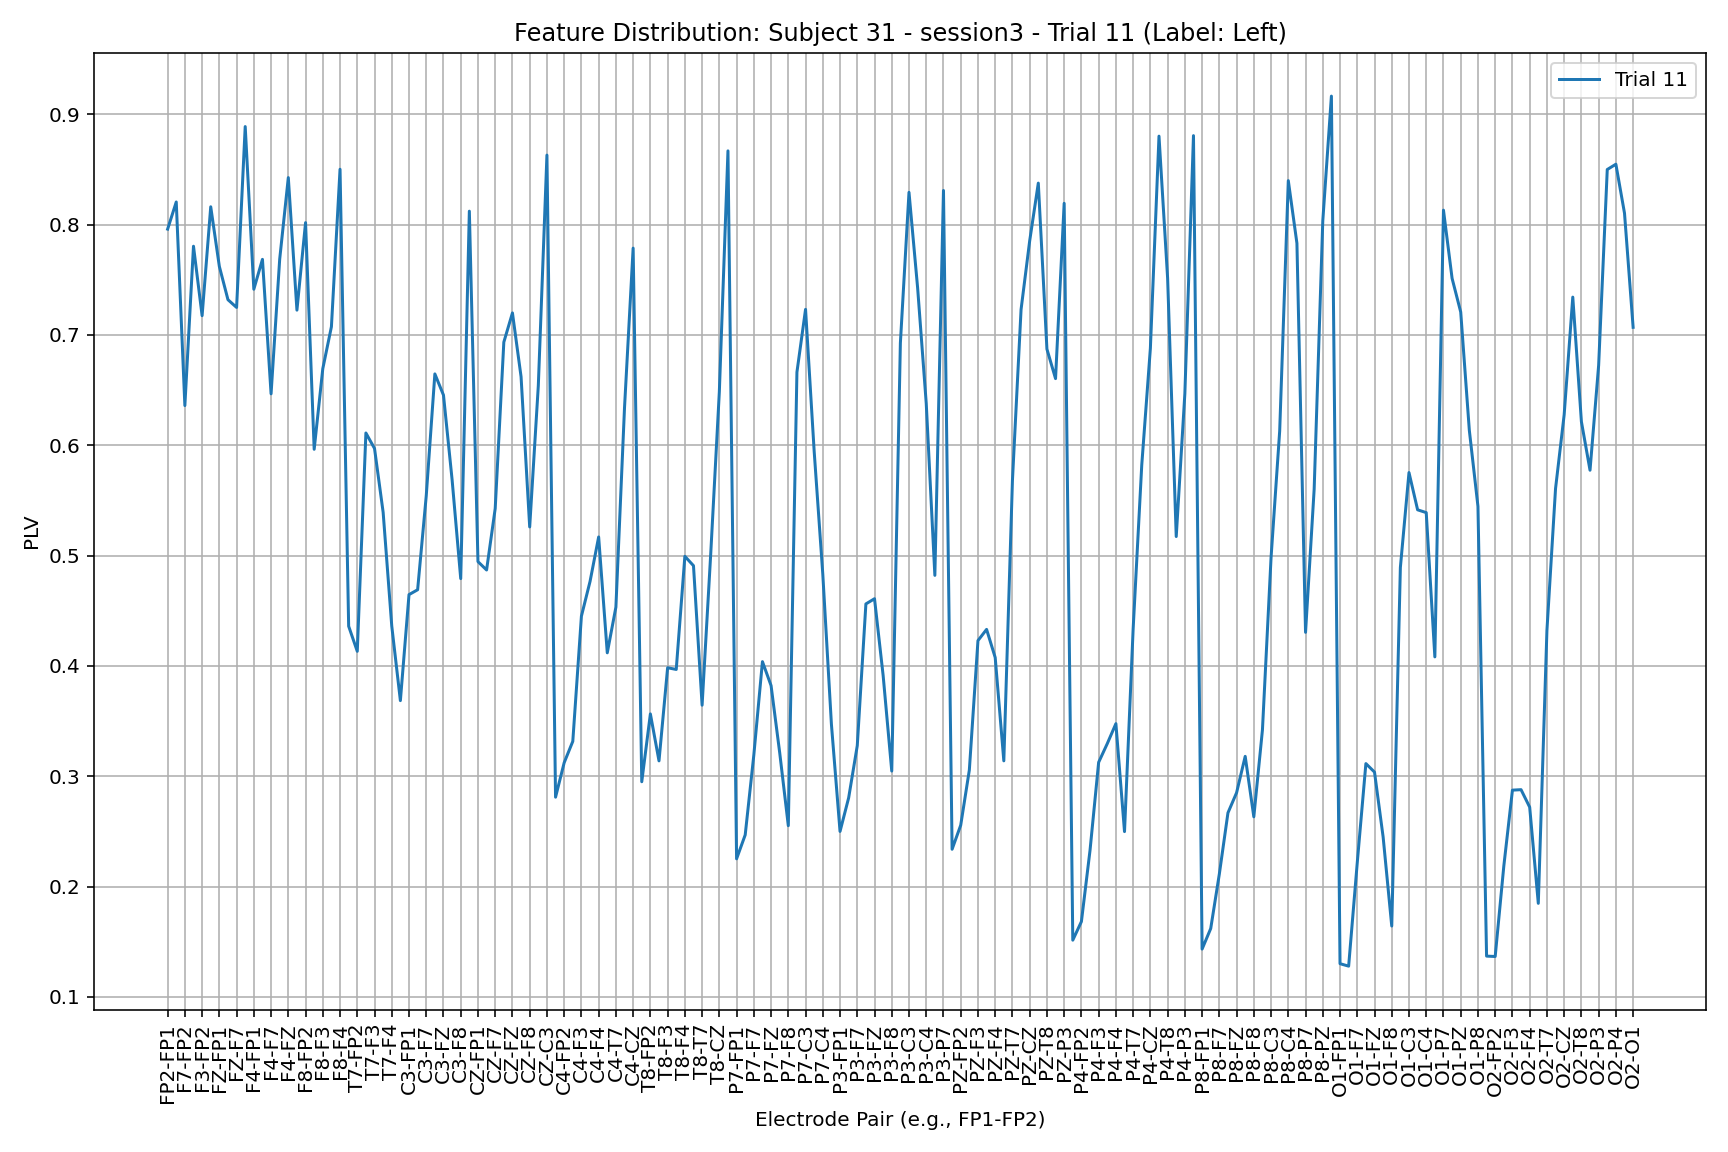 Feature Distribution: Subject 31 - session3 - Trial 11 (Label: Left)
Trial 11
0.9
0.8
0.7
0.6
0.5
0.4
0.3
0.2
0.1
PLV
FP2-FP1
F7-FP2
F3-FP2
FZ-FP1
FZ-F7
F4-FP1
F4-F7
F4-FZ
F8-FP2
F8-F3
F8-F4
T7-FP2
T7-F3
T7-F4
C3-FP1
C3-F7
C3-FZ
C3-F8
CZ-FP1
CZ-F7
CZ-FZ
CZ-F8
CZ-C3
C4-FP2
C4-F3
C4-F4
C4-T7
C4-CZ
T8-FP2
T8-F3
T8-F4
T8-T7
T8-CZ
P7-FP1
P7-F7
P7-FZ
P7-F8
P7-C3
P7-C4
P3-FP1
P3-F7
P3-FZ
P3-F8
P3-C3
P3-C4
P3-P7
PZ-FP2
PZ-F3
PZ-F4
PZ-T7
PZ-CZ
PZ-T8
PZ-P3
P4-FP2
P4-F3
P4-F4
P4-T7
P4-CZ
P4-T8
P4-P3
P8-FP1
P8-F7
P8-FZ
P8-F8
P8-C3
P8-C4
P8-P7
P8-PZ
O1-FP1
O1-F7
O1-FZ
O1-F8
O1-C3
O1-C4
O1-P7
O1-PZ
O1-P8
O2-FP2
O2-F3
O2-F4
O2-T7
O2-CZ
O2-T8
O2-P3
O2-P4
O2-O1
Electrode Pair (e.g., FP1-FP2)